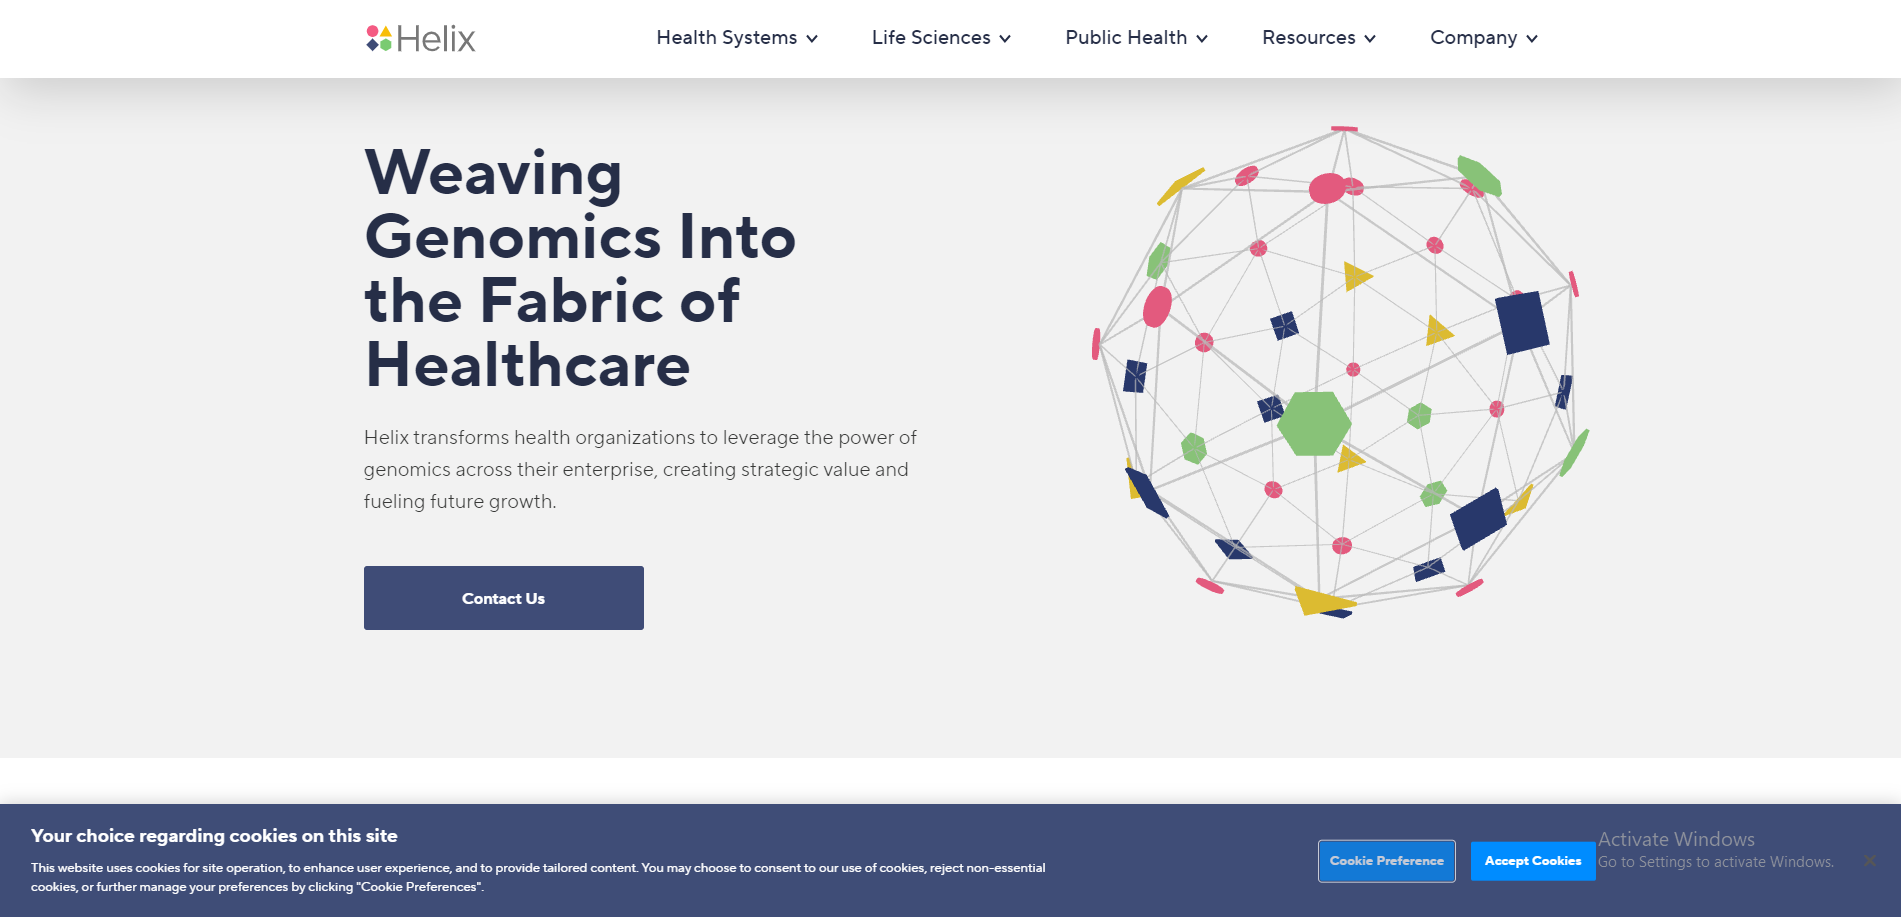 Helix
Health Systems
Life Sciences
Public Health
Resources
Company
Weaving
Genomics Into
the Fabric of
Healthcare
Helix transforms health organizations to leverage the power of
genomics across their enterprise, creating strategic value and
fueling future growth.
Contact Us
Your choice regarding cookies on this site
This website uses cookies for site operation, to enhance user experience, and to provide tailored content. You may choose to consent to our use of cookies, reject non-essential
cookies, or further manage your preferences by clicking "Cookie Preferences".
Cookie Preference
Accept Cookies
Activate Windows
Go to Settings to activate Windows.